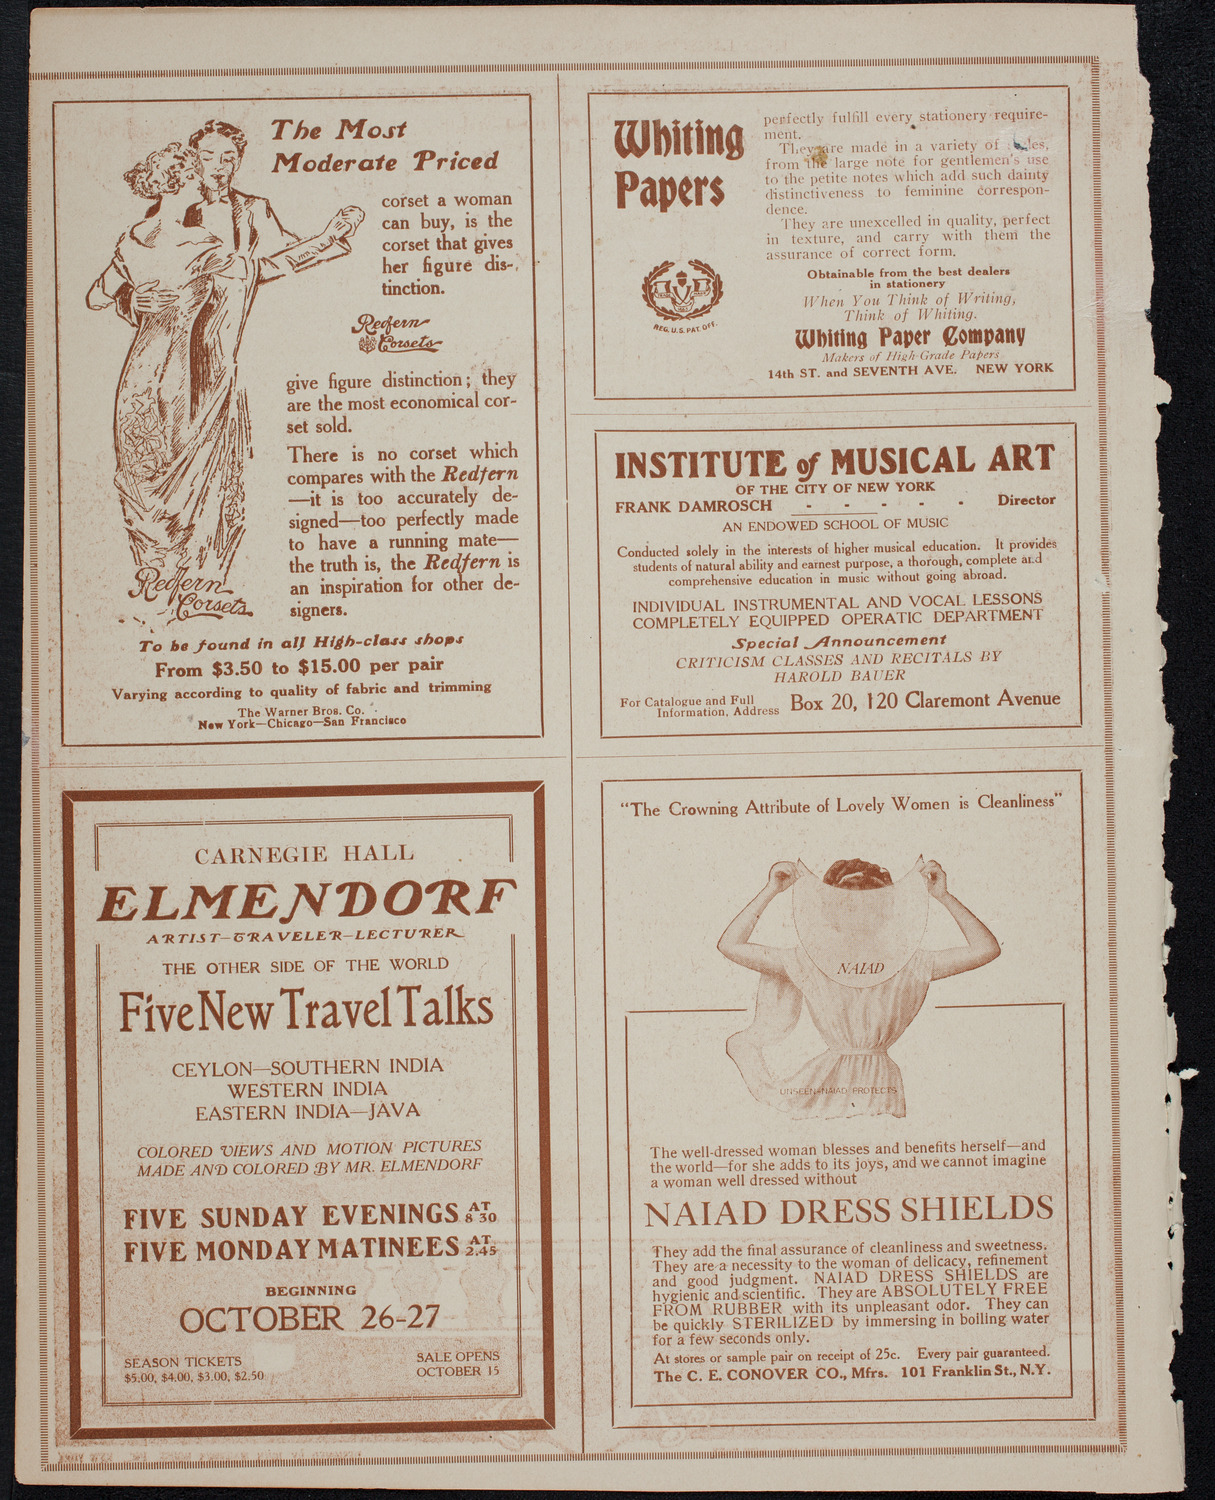 The Most
Moderate Priced
corset a woman
can buy, is the
corset that gives
her figure dis-
tinction.
Redfern
Corsets
give figure distinction; they
are the most economical cor-
set sold.
There is no corset which
compares with the Redfern
—it is too accurately de-
signed—too perfectly made
to have a running mate—
the truth is, the Redfern is
an inspiration for other de-
signers.
Redfern
Corsets
To be found in all High-class shops
From $3.50 to $15.00 per pair
Varying according to quality of fabric and trimming
The Warner Bros. Co.
New York—Chicago—San Francisco
Whiting
Papers
REG. U.S. PAT. OFF.
perfectly fulfill every stationery require-
ment.
They are made in a variety of
from the large note for gentlemen's use
to the petite notes which add such dainty
distinctiveness to feminine correspon-
dence.
They are unexcelled in quality, perfect
in texture, and carry with them the
assurance of correct form.
Obtainable from the best dealers
in stationery
When You Think of Writing,
Think of Whiting.
Whiting Paper Company
Makers of High-Grade Papers
14th ST. and SEVENTH AVE. NEW YORK
INSTITUTE of MUSICAL ART
OF THE CITY OF NEW YORK
FRANK DAMROSCH - - - - - Director
AN ENDOWED SCHOOL OF MUSIC
Conducted solely in the interests of higher musical education. It provides
students of natural ability and earnest purpose, a thorough, complete and
comprehensive education in music without going abroad.
INDIVIDUAL INSTRUMENTAL AND VOCAL LESSONS
COMPLETELY EQUIPPED OPERATIC DEPARTMENT
Special Announcement
CRITICISM CLASSES AND RECITALS BY
HAROLD BAUER
For Catalogue and Full
Information, Address Box 20, 120 Claremont Avenue
CARNEGIE HALL
ELMENDORF
ARTIST—TRAVELER—LECTURER
THE OTHER SIDE OF THE WORLD
Five New Travel Talks
CEYLON—SOUTHERN INDIA
WESTERN INDIA
EASTERN INDIA—JAVA
COLORED VIEWS AND MOTION PICTURES
MADE AND COLORED BY MR. ELMENDORF
FIVE SUNDAY EVENINGS AT 8 30
FIVE MONDAY MATINEES AT 2.45
BEGINNING
OCTOBER 26-27
SEASON TICKETS
$5.00, $4.00, $3.00, $2.50
SALE OPENS
OCTOBER 15
"The Crowning Attribute of Lovely Women is Cleanliness"
NAIAD
UNSEEN-NAIAD PROTECTS
The well-dressed woman blesses and benefits herself—and
the world—for she adds to its joys, and we cannot imagine
a woman well dressed without
NAIAD DRESS SHIELDS
They add the final assurance of cleanliness and sweetness.
They are a necessity to the woman of delicacy, refinement
and good judgment. NAIAD DRESS SHIELDS are
hygienic and scientific. They are ABSOLUTELY FREE
FROM RUBBER with its unpleasant odor. They can
be quickly STERILIZED by immersing in boiling water
for a few seconds only.
At stores or sample pair on receipt of 25c. Every pair guaranteed.
The C. E. CONOVER CO., Mfrs. 101 Franklin St., N.Y.